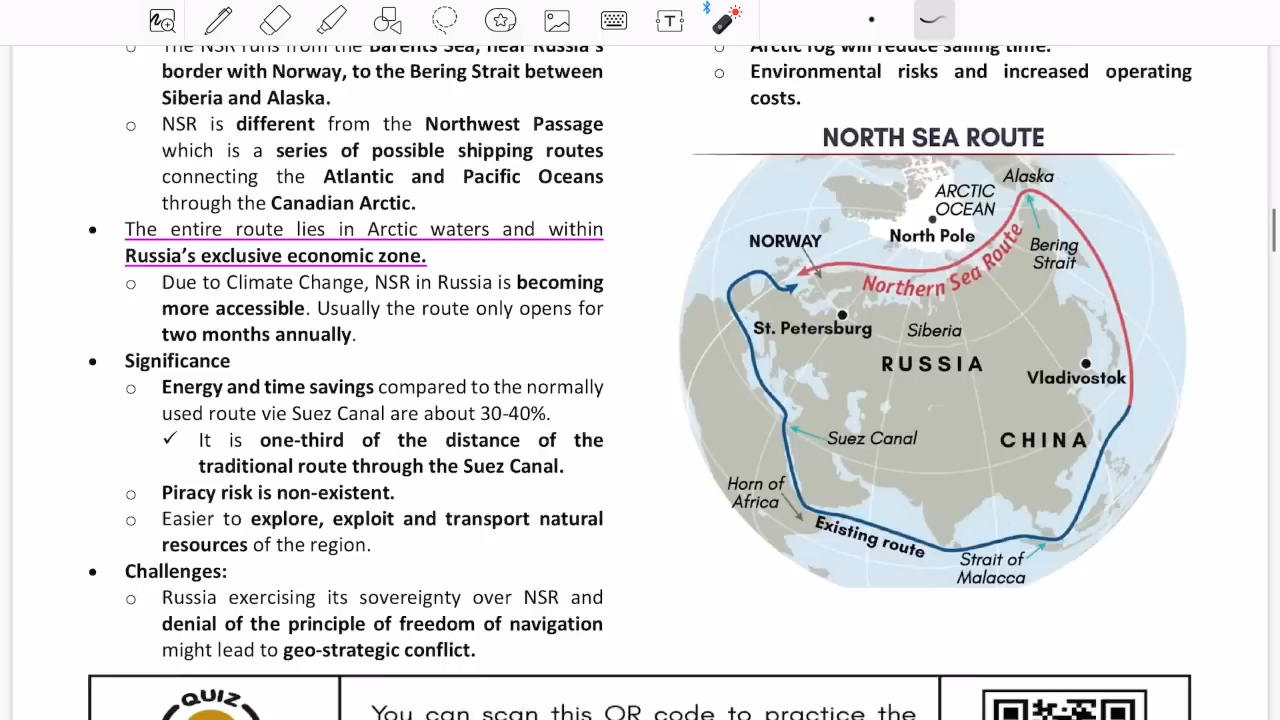 The NSR runs from the Barents Sea, near Russia's
border with Norway, to the Bering Strait between
Siberia and Alaska.
o NSR is different from the Northwest Passage
which is a series of possible shipping routes
connecting the Atlantic and Pacific Oceans
through the Canadian Arctic.
• The entire route lies in Arctic waters and within
Russia's exclusive economic zone.
o Due to Climate Change, NSR in Russia is becoming
more accessible. Usually the route only opens for
two months annually.
• Significance
o Energy and time savings compared to the normally
used route vie Suez Canal are about 30-40%.
✓ It is one-third of the distance of the
traditional route through the Suez Canal.
o Piracy risk is non-existent.
o Easier to explore, exploit and transport natural
resources of the region.
• Challenges:
o Russia exercising its sovereignty over NSR and
denial of the principle of freedom of navigation
might lead to geo-strategic conflict.
o Arctic fog will reduce sailing time.
o Environmental risks and increased operating
costs.
NORTH SEA ROUTE
Alaska
ARCTIC
OCEAN
North Pole
NORWAY
Bering
Strait
Northern Sea Route
St. Petersburg
Siberia
RUSSIA
Vladivostok
Suez Canal
CHINA
Horn of
Africa
Existing route
Strait of
Malacca
QUIZ
You can scan this QR code to practice the
T